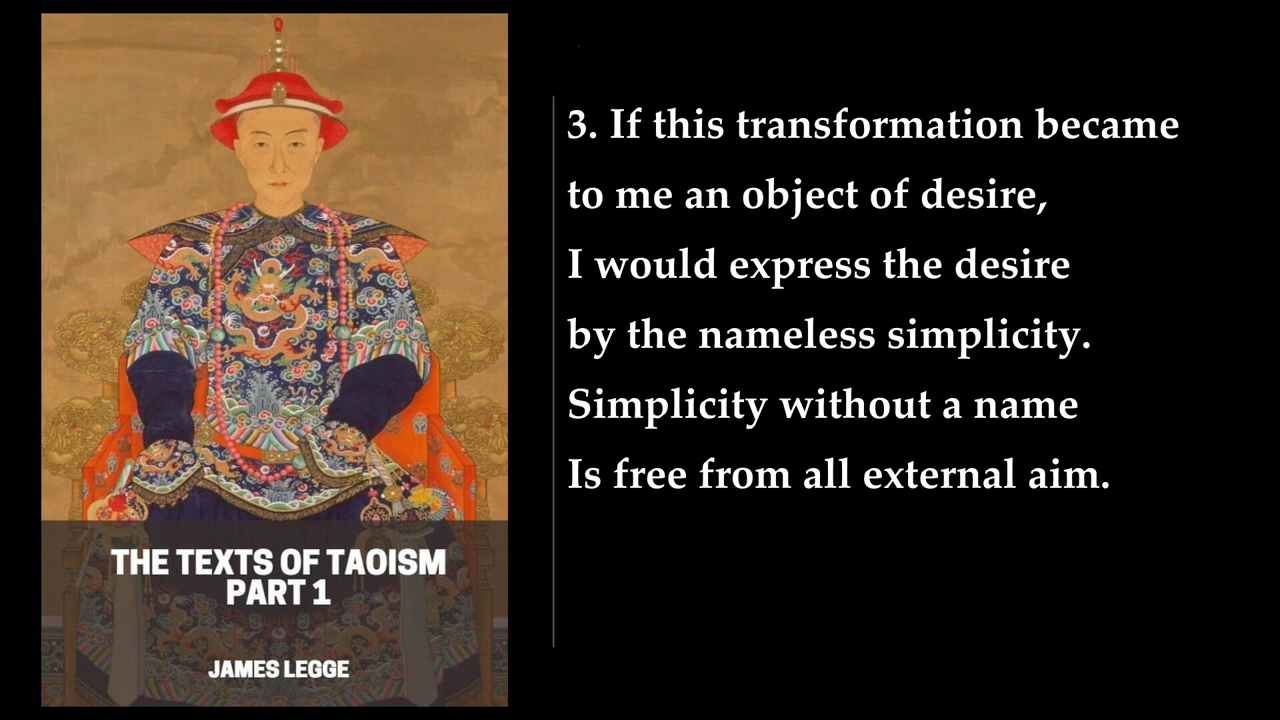 THE TEXTS OF TAOISM
PART 1
JAMES LEGGE
3. If this transformation became
to me an object of desire,
I would express the desire
by the nameless simplicity.
Simplicity without a name
Is free from all external aim.